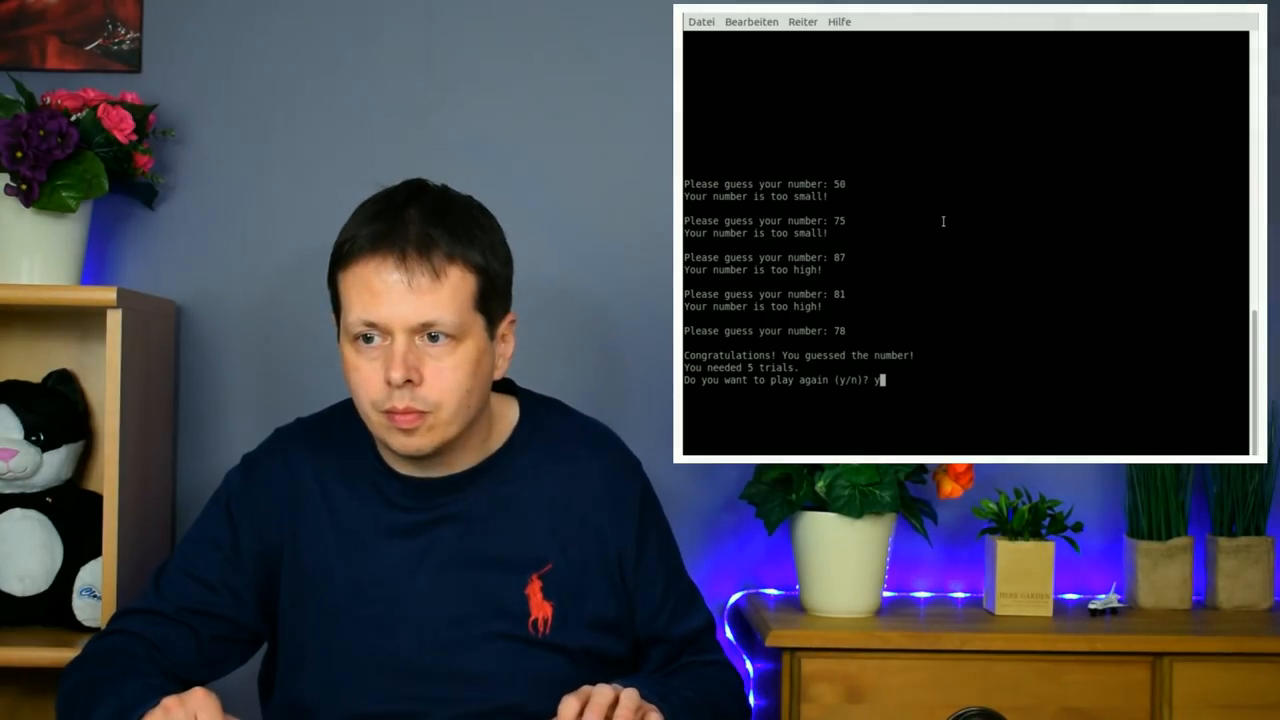 Datei Bearbeiten Reiter Hilfe
Please guess your number: 50
Your number is too small!
Please guess your number: 75
Your number is too small!
Please guess your number: 87
Your number is too high!
Please guess your number: 81
Your number is too high!
Please guess your number: 78
Congratulations! You guessed the number!
You needed 5 trials.
Do you want to play again (y/n)? y
HERB GARDEN